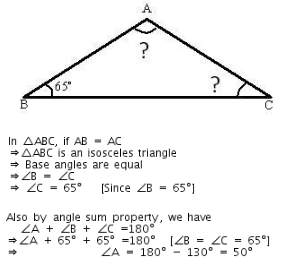 A
?
65°
?
B
C
In △ABC, if AB = AC
⇒ △ABC is an isosceles triangle
⇒ Base angles are equal
⇒ ∠B = ∠C
⇒ ∠C = 65° [Since ∠B = 65°]
Also by angle sum property, we have
∠A + ∠B + ∠C =180°
⇒ ∠A + 65° + 65° =180° [∠B = ∠C = 65°]
⇒ ∠A = 180° − 130° = 50°